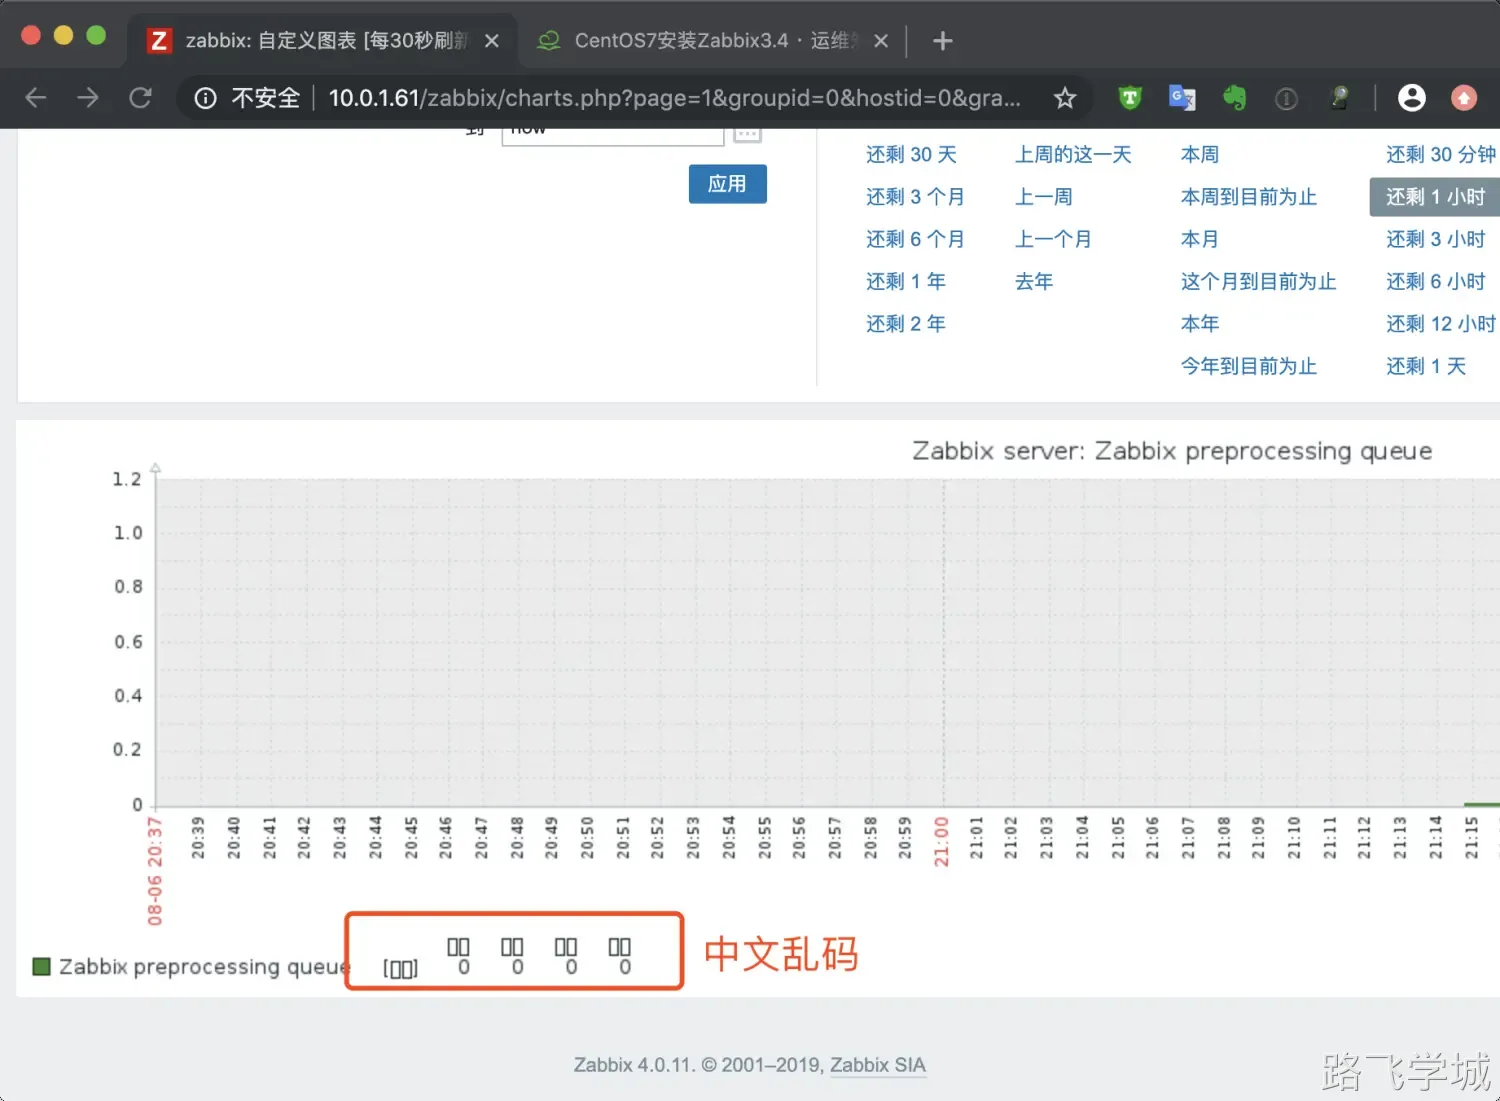 zabbix: 自定义图表 [每30秒刷新
CentOS7安装Zabbix3.4 · 运维
不安全 10.0.1.61/zabbix/charts.php?page=1&groupid=0&hostid=0&gra...
到 now
应用
还剩 30 天 上周的这一天 本周 还剩 30 分钟
还剩 3 个月 上一周 本周到目前为止 还剩 1 小时
还剩 6 个月 上一个月 本月 还剩 3 小时
还剩 1 年 去年 这个月到目前为止 还剩 6 小时
还剩 2 年 本年 还剩 12 小时
今年到目前为止 还剩 1 天
Zabbix server: Zabbix preprocessing queue
1.2
1.0
0.8
0.6
0.4
0.2
0
08-06 20:37 20:39 20:40 20:41 20:42 20:43 20:44 20:45 20:46 20:47 20:48 20:49 20:50 20:51 20:52 20:53 20:54 20:55 20:56 20:57 20:58 20:59 21:00 21:01 21:02 21:03 21:04 21:05 21:06 21:07 21:08 21:09 21:10 21:11 21:12 21:13 21:14 21:15
□□ □□ □□ □□
Zabbix preprocessing queue [□□] 0 0 0 0
中文乱码
Zabbix 4.0.11. © 2001–2019, Zabbix SIA
路飞学城